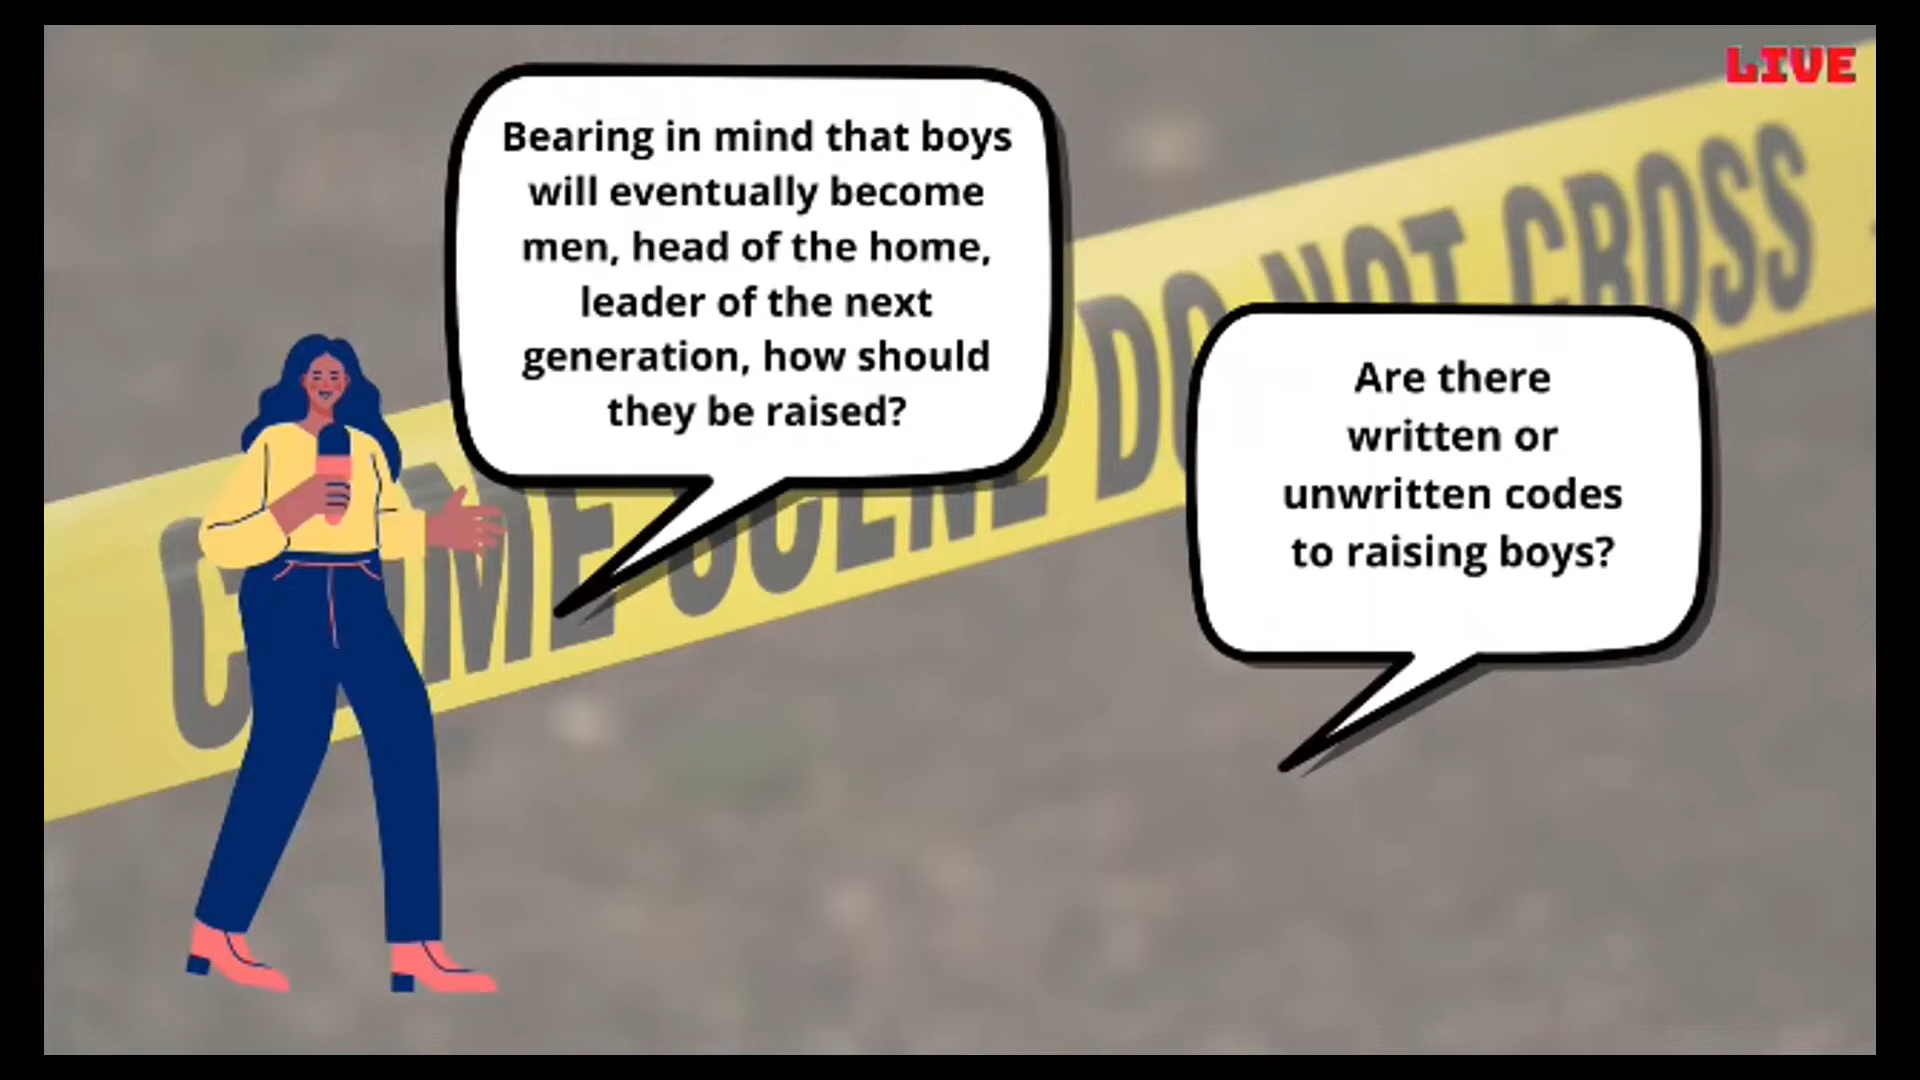 LIVE
Bearing in mind that boys
will eventually become
men, head of the home,
leader of the next
generation, how should
they be raised?
Are there
written or
unwritten codes
to raising boys?
SCENE DO NOT CROSS